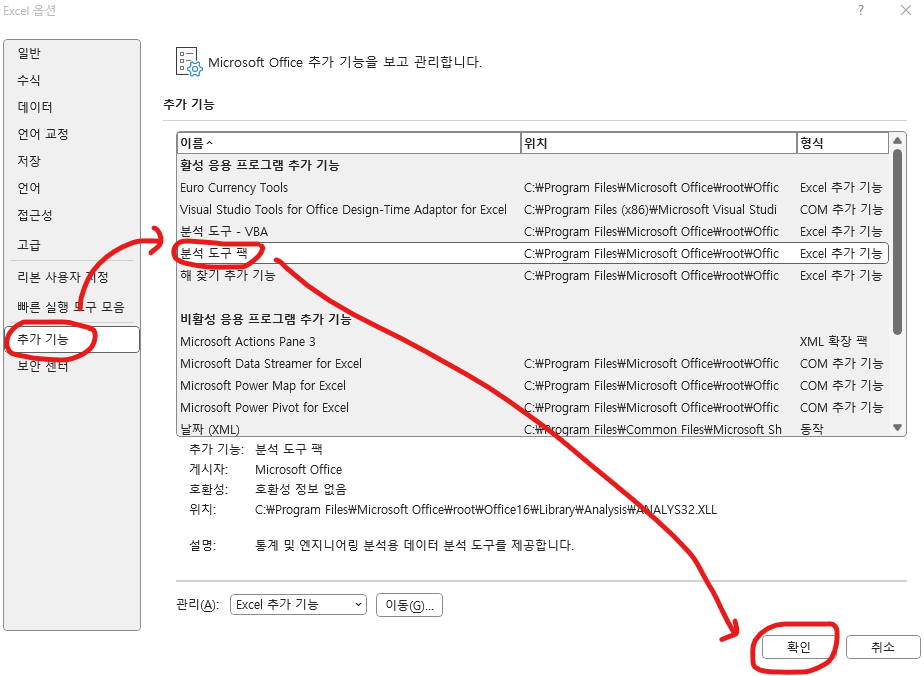 Excel 옵션
?
일반
수식
데이터
언어 교정
저장
언어
접근성
고급
리본 사용자 지정
빠른 실행 도구 모음
추가 기능
보안 센터
Microsoft Office 추가 기능을 보고 관리합니다.
추가 기능
이름 위치 형식
활성 응용 프로그램 추가 기능
Euro Currency Tools C:₩Program Files₩Microsoft Office₩root₩Offic Excel 추가 기능
Visual Studio Tools for Office Design-Time Adaptor for Excel C:₩Program Files (x86)₩Microsoft Visual Studi COM 추가 기능
분석 도구 - VBA C:₩Program Files₩Microsoft Office₩root₩Offic Excel 추가 기능
분석 도구 팩 C:₩Program Files₩Microsoft Office₩root₩Offic Excel 추가 기능
해 찾기 추가 기능 C:₩Program Files₩Microsoft Office₩root₩Offic Excel 추가 기능
비활성 응용 프로그램 추가 기능
Microsoft Actions Pane 3 XML 확장 팩
Microsoft Data Streamer for Excel C:₩Program Files₩Microsoft Office₩root₩Offic COM 추가 기능
Microsoft Power Map for Excel C:₩Program Files₩Microsoft Office₩root₩Offic COM 추가 기능
Microsoft Power Pivot for Excel C:₩Program Files₩Microsoft Office₩root₩Offic COM 추가 기능
날짜 (XML) C:₩Program Files₩Common Files₩Microsoft Sh 동작
추가 기능: 분석 도구 팩
게시자: Microsoft Office
호환성: 호환성 정보 없음
위치: C:₩Program Files₩Microsoft Office₩root₩Office16₩Library₩Analysis₩ANALYS32.XLL
설명: 통계 및 엔지니어링 분석용 데이터 분석 도구를 제공합니다.
관리(A): Excel 추가 기능 이동(G)...
확인 취소